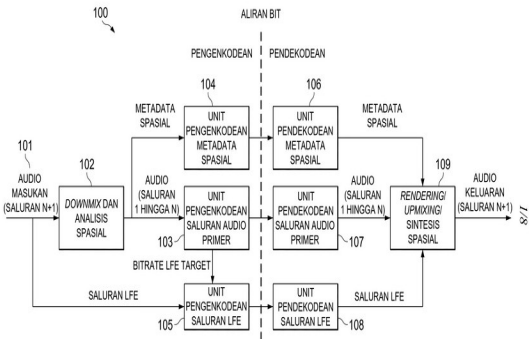 100
ALIRAN BIT
PENGENKODEAN
PENDEKODEAN
104
UNIT
PENGENKODEAN
METADATA
SPASIAL
106
UNIT
PENDEKODEAN
METADATA
SPASIAL
METADATA
SPASIAL
METADATA
SPASIAL
101
AUDIO
MASUKAN
(SALURAN N+1)
102
DOWNMIX DAN
ANALISIS
SPASIAL
AUDIO
(SALURAN
1 HINGGA N)
UNIT
PENGENKODEAN
SALURAN AUDIO
PRIMER
103
UNIT
PENDEKODEAN
SALURAN AUDIO
PRIMER
107
AUDIO
(SALURAN
1 HINGGA N)
109
RENDERING/
UPMIXING/
SINTESIS
SPASIAL
AUDIO
KELUARAN
(SALURAN N+1)
1/8
BITRATE LFE TARGET
SALURAN LFE
UNIT
PENGENKODEAN
SALURAN LFE
105
UNIT
PENDEKODEAN
SALURAN LFE
108
SALURAN LFE